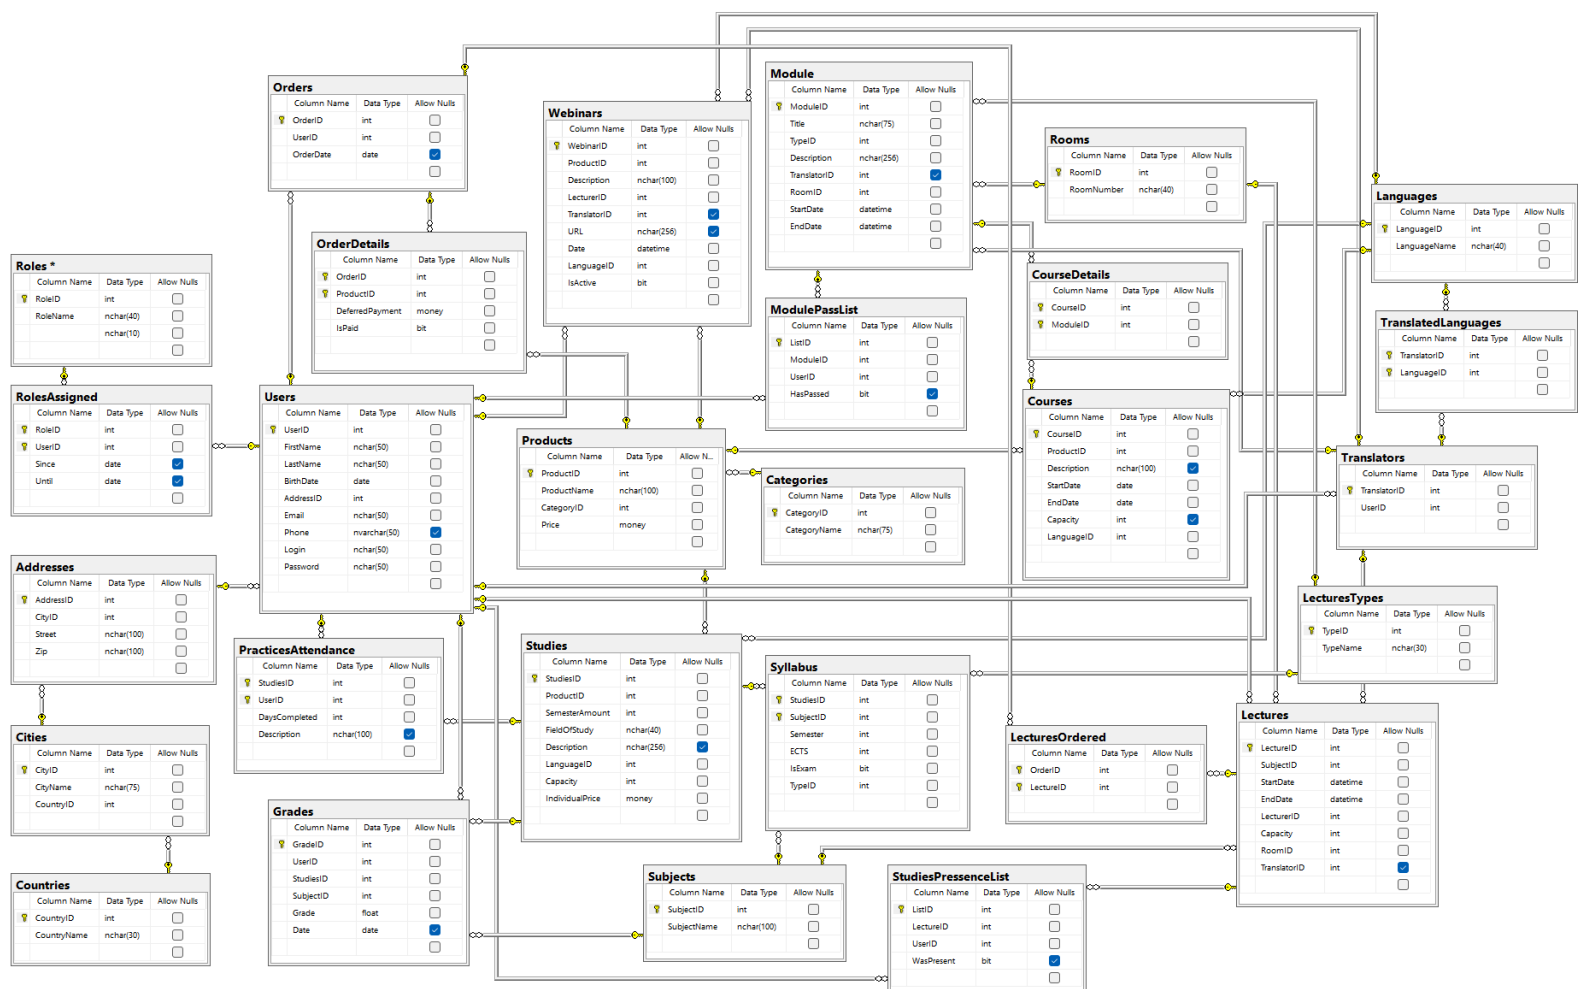 Orders
Column Name Data Type Allow Nulls
OrderID int
UserID int
OrderDate date
Webinars
Column Name Data Type Allow Nulls
WebinarID int
ProductID int
Description nchar(100)
LecturerID int
TranslatorID int
URL nchar(256)
Date datetime
LanguageID int
IsActive bit
Module
Column Name Data Type Allow Nulls
ModuleID int
Title nchar(75)
TypeID int
Description nchar(256)
TranslatorID int
RoomID int
StartDate datetime
EndDate datetime
Rooms
Column Name Data Type Allow Nulls
RoomID int
RoomNumber nchar(40)
Languages
Column Name Data Type Allow Nulls
LanguageID int
LanguageName nchar(40)
OrderDetails
Column Name Data Type Allow Nulls
OrderID int
ProductID int
DeferredPayment money
IsPaid bit
Roles *
Column Name Data Type Allow Nulls
RoleID int
RoleName nchar(40)
nchar(10)
CourseDetails
Column Name Data Type Allow Nulls
CourseID int
ModuleID int
ModulePassList
Column Name Data Type Allow Nulls
ListID int
ModuleID int
UserID int
HasPassed bit
TranslatedLanguages
Column Name Data Type Allow Nulls
TranslatorID int
LanguageID int
RolesAssigned
Column Name Data Type Allow Nulls
RoleID int
UserID int
Since date
Until date
Users
Column Name Data Type Allow Nulls
UserID int
FirstName nchar(50)
LastName nchar(50)
BirthDate date
AddressID int
Email nchar(50)
Phone nvarchar(50)
Login nchar(50)
Password nchar(50)
Courses
Column Name Data Type Allow Nulls
CourseID int
ProductID int
Description nchar(100)
StartDate date
EndDate date
Capacity int
LanguageID int
Products
Column Name Data Type Allow N...
ProductID int
ProductName nchar(100)
CategoryID int
Price money
Categories
Column Name Data Type Allow Nulls
CategoryID int
CategoryName nchar(75)
Translators
Column Name Data Type Allow Nulls
TranslatorID int
UserID int
Addresses
Column Name Data Type Allow Nulls
AddressID int
CityID int
Street nchar(100)
Zip nchar(100)
LecturesTypes
Column Name Data Type Allow Nulls
TypeID int
TypeName nchar(30)
PracticesAttendance
Column Name Data Type Allow Nulls
StudiesID int
UserID int
DaysCompleted int
Description nchar(100)
Studies
Column Name Data Type Allow Nulls
StudiesID int
ProductID int
SemesterAmount int
FieldOfStudy nchar(40)
Description nchar(256)
LanguageID int
Capacity int
IndividualPrice money
Syllabus
Column Name Data Type Allow Nulls
StudiesID int
SubjectID int
Semester int
ECTS int
IsExam bit
TypeID int
Lectures
Column Name Data Type Allow Nulls
LectureID int
SubjectID int
StartDate datetime
EndDate datetime
LecturerID int
Capacity int
RoomID int
TranslatorID int
Cities
Column Name Data Type Allow Nulls
CityID int
CityName nchar(75)
CountryID int
LecturesOrdered
Column Name Data Type Allow Nulls
OrderID int
LectureID int
Grades
Column Name Data Type Allow Nulls
GradeID int
UserID int
StudiesID int
SubjectID int
Grade float
Date date
Subjects
Column Name Data Type Allow Nulls
SubjectID int
SubjectName nchar(100)
StudiesPressenceList
Column Name Data Type Allow Nulls
ListID int
LectureID int
UserID int
WasPresent bit
Countries
Column Name Data Type Allow Nulls
CountryID int
CountryName nchar(30)